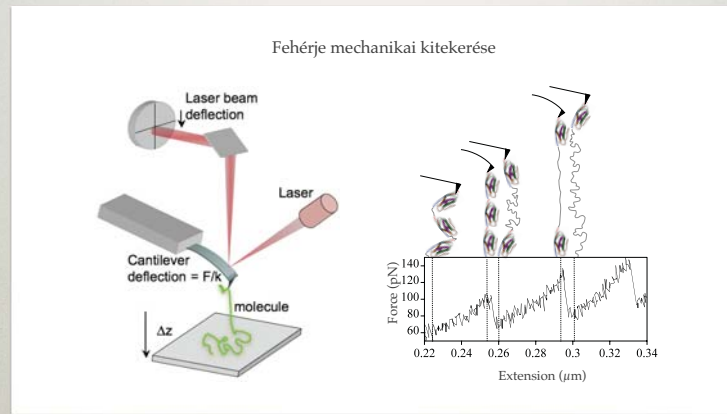 Fehérje mechanikai kitekerése
Laser beam
deflection
Laser
Cantilever
deflection = F/k
molecule
Δz
Force (pN)
140
120
100
80
60
0.22 0.24 0.26 0.28 0.3 0.32 0.34
Extension (µm)